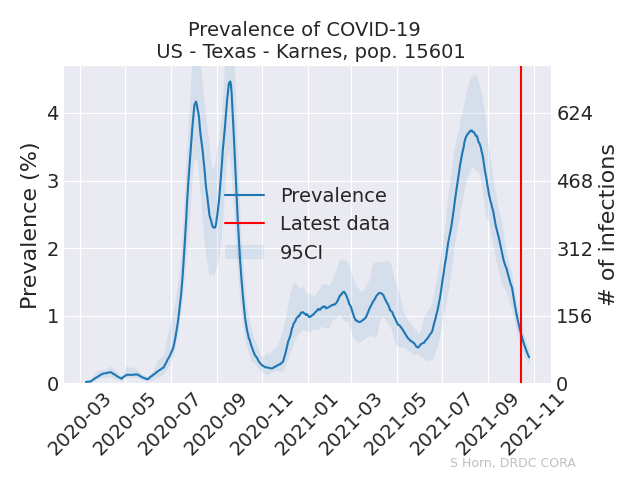 Prevalence of COVID-19
US - Texas - Karnes, pop. 15601
Prevalence (%)
4
3
2
1
0
624
468
312
156
0
# of infections
Prevalence
Latest data
95CI
2020-03
2020-05
2020-07
2020-09
2020-11
2021-01
2021-03
2021-05
2021-07
2021-09
2021-11
S Horn, DRDC CORA